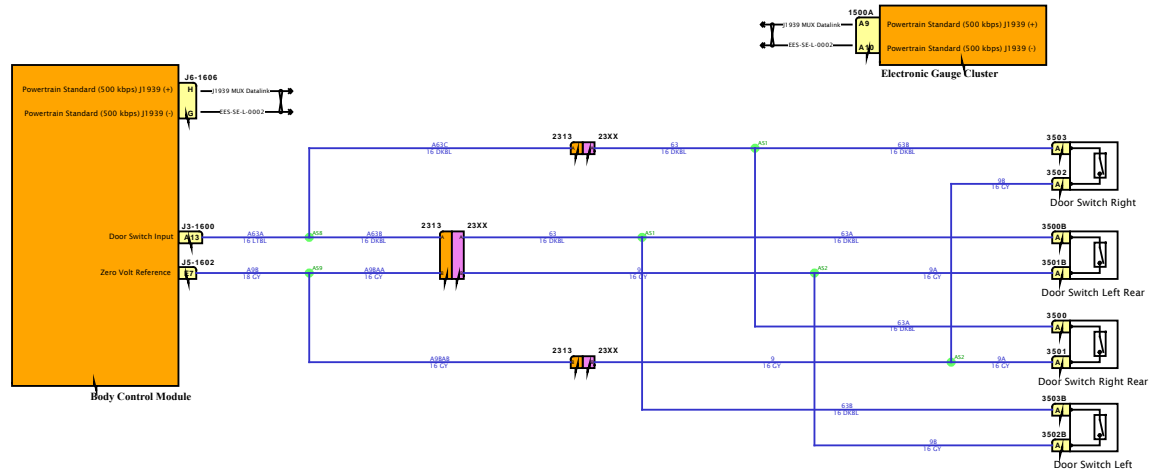 1500A
A9
J1939 MUX Datalink
Powertrain Standard (500 kbps) J1939 (+)
A10
EES-SE-L-0002
Powertrain Standard (500 kbps) J1939 (-)
Electronic Gauge Cluster
J6-1606
Powertrain Standard (500 kbps) J1939 (+)
H
J1939 MUX Datalink
Powertrain Standard (500 kbps) J1939 (-)
G
EES-SE-L-0002
2313
23XX
3503
A63C
16 DKBL
63
16 DKBL
AS1
63B
16 DKBL
A
3502
9B
16 GY
A
Door Switch Right
J3-1600
Door Switch Input
A13
A63A
16 LTBL
AS8
A63B
16 DKBL
2313
23XX
A
A
63
16 DKBL
AS1
63A
16 DKBL
3500B
A
J5-1602
Zero Volt Reference
E7
A9B
18 GY
AS9
A9BAA
16 GY
9
16 GY
AS2
9A
16 GY
3501B
A
Door Switch Left Rear
63A
16 DKBL
3500
A
A9BAB
16 GY
2313
23XX
9
16 GY
AS2
9A
16 GY
3501
A
Door Switch Right Rear
Body Control Module
63B
16 DKBL
3503B
A
9B
16 GY
3502B
A
Door Switch Left